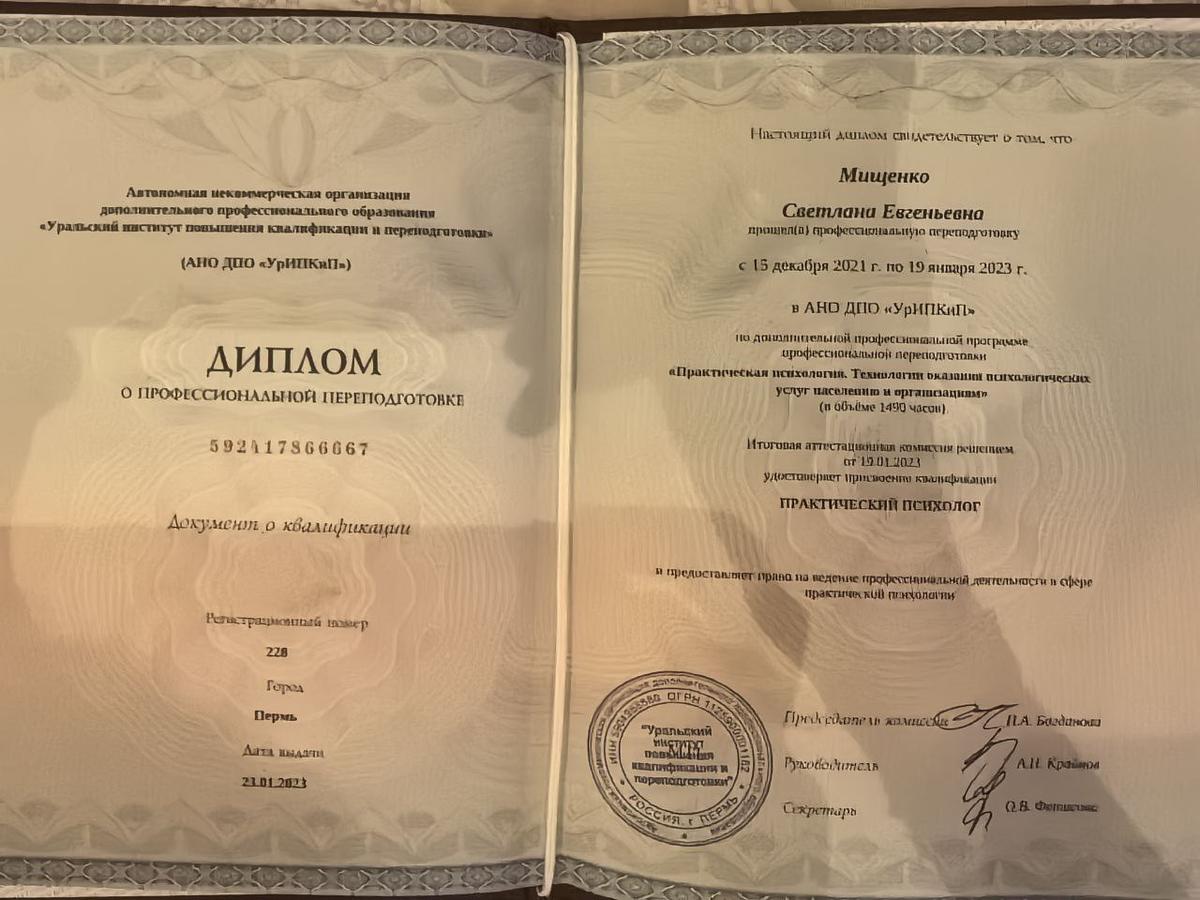 Автономная некоммерческая организация
дополнительного профессионального образования
«Уральский институт повышения квалификации и переподготовки»
(АНО ДПО «УрИПКиП»)
ДИПЛОМ
О ПРОФЕССИОНАЛЬНОЙ ПЕРЕПОДГОТОВКЕ
Документ о квалификации
Регистрационный номер
228
Город
Пермь
Дата выдачи
23.01.2023
Настоящий диплом свидетельствует о том, что
Мищенко
Светлана Евгеньевна
прошел(а) профессиональную переподготовку
с 15 декабря 2021 г. по 19 января 2023 г.
в АНО ДПО «УрИПКиП»
по дополнительной профессиональной программе
профессиональной переподготовки
«Практическая психология. Технологии оказания психологических
услуг населению и организациям»
(в объёме 1490 часов)
Итоговая аттестационная комиссия решением
от 19.01.2023
удостоверяет присвоение квалификации
ПРАКТИЧЕСКИЙ ПСИХОЛОГ
и предоставляет право на ведение профессиональной деятельности в сфере
практической психологии
"Уральский
институт
повышения
квалификации и
переподготовки"
РОССИЯ, г. ПЕРМЬ
Председатель комиссии
Руководитель
Секретарь